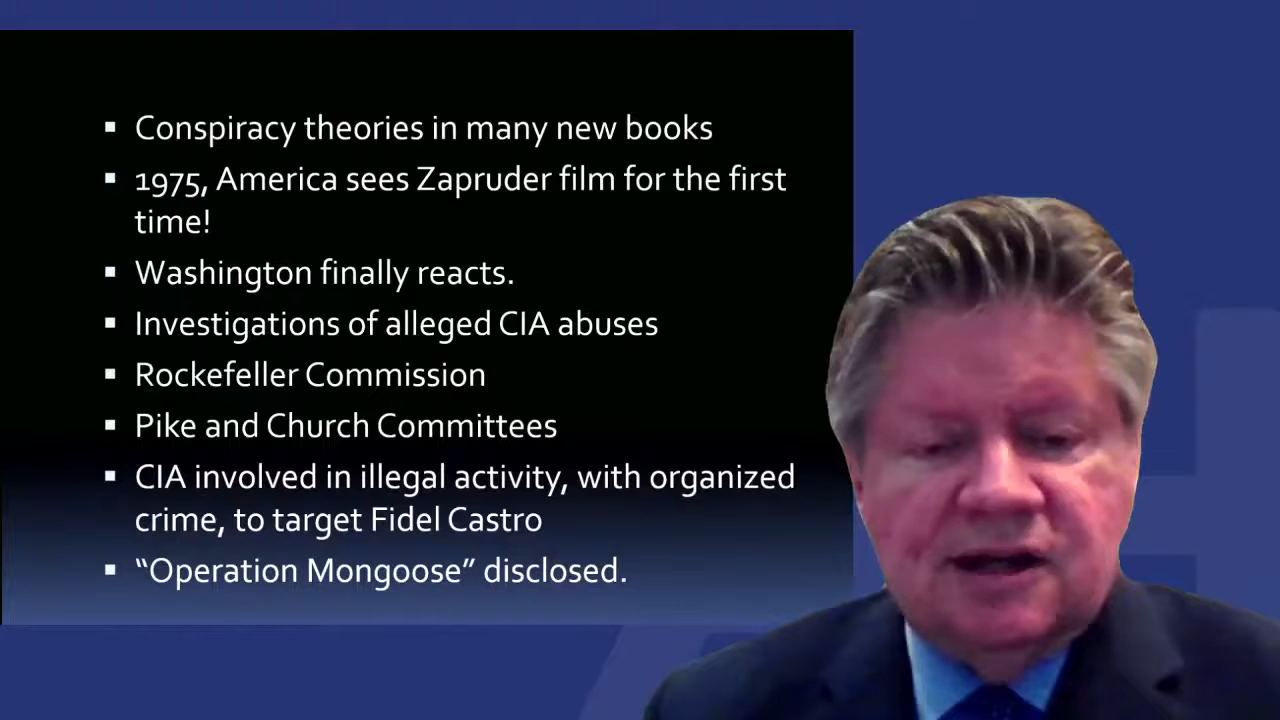 ▪ Conspiracy theories in many new books
▪ 1975, America sees Zapruder film for the first
time!
▪ Washington finally reacts.
▪ Investigations of alleged CIA abuses
▪ Rockefeller Commission
▪ Pike and Church Committees
▪ CIA involved in illegal activity, with organized
crime, to target Fidel Castro
▪ “Operation Mongoose” disclosed.